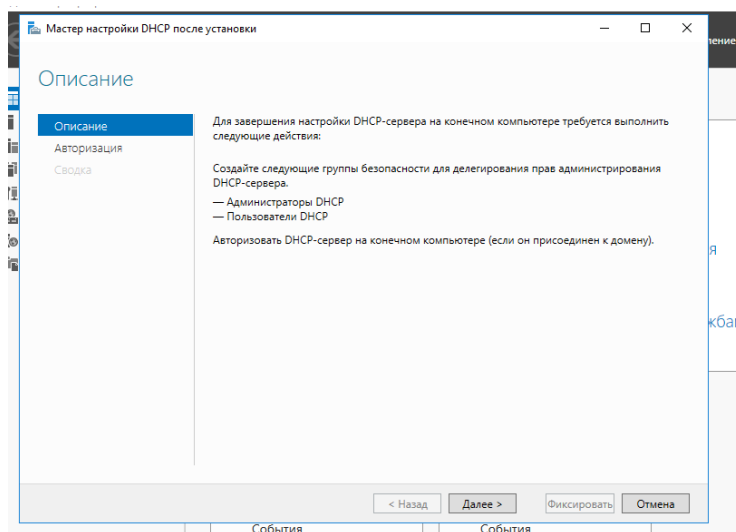 Мастер настройки DHCP после установки
Описание
Описание
Авторизация
Сводка
Для завершения настройки DHCP-сервера на конечном компьютере требуется выполнить
следующие действия:
Создайте следующие группы безопасности для делегирования прав администрирования
DHCP-сервера.
— Администраторы DHCP
— Пользователи DHCP
Авторизовать DHCP-сервер на конечном компьютере (если он присоединен к домену).
< Назад
Далее >
Фиксировать
Отмена
События
События